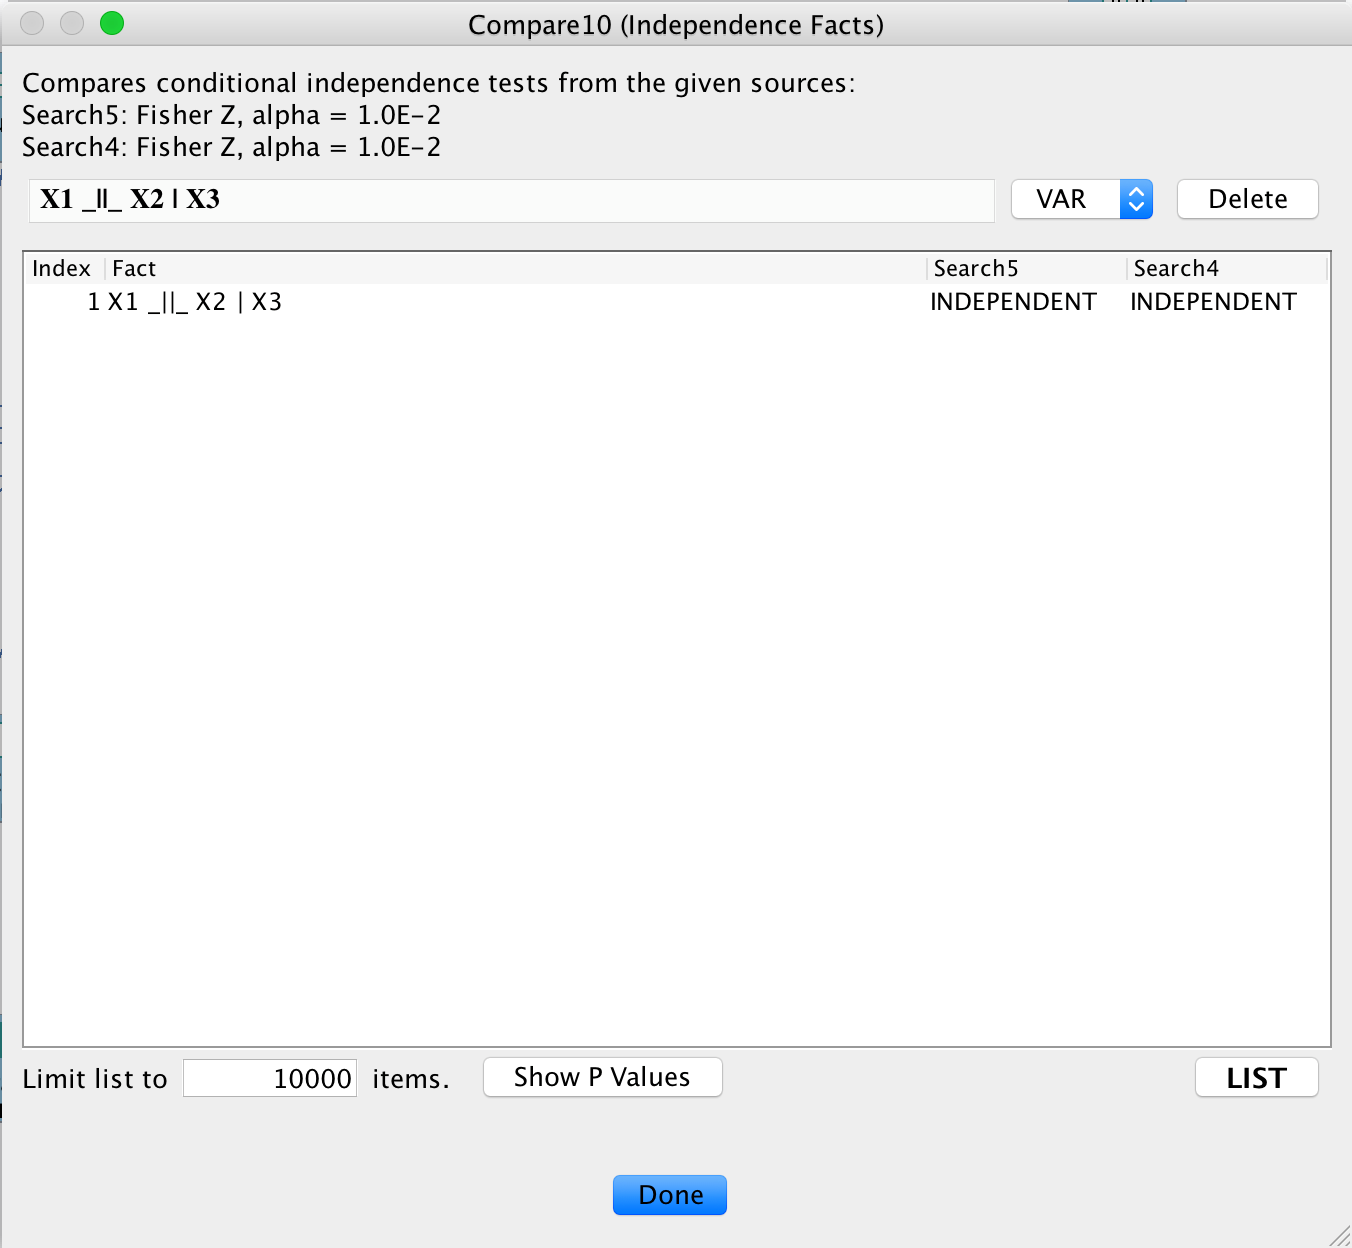 Compare10 (Independence Facts)
Compares conditional independence tests from the given sources:
Search5: Fisher Z, alpha = 1.0E-2
Search4: Fisher Z, alpha = 1.0E-2
X1 _||_ X2 | X3 VAR Delete
Index Fact Search5 Search4
1 X1 _||_ X2 | X3 INDEPENDENT INDEPENDENT
Limit list to 10000 items. Show P Values LIST
Done